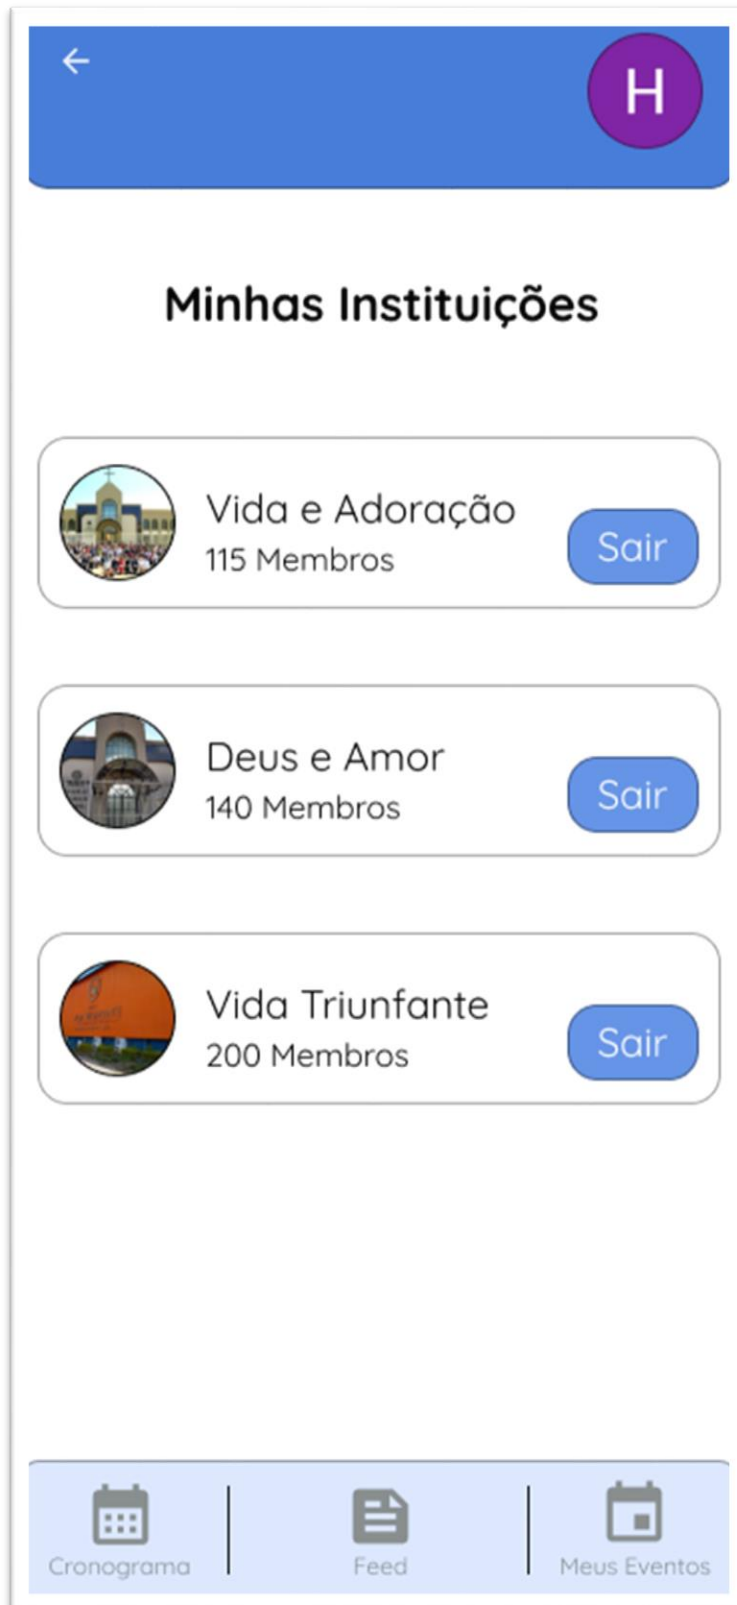 H
Minhas Instituições
Vida e Adoração
115 Membros
Sair
Deus e Amor
140 Membros
Sair
Vida Triunfante
200 Membros
Sair
Cronograma
Feed
Meus Eventos